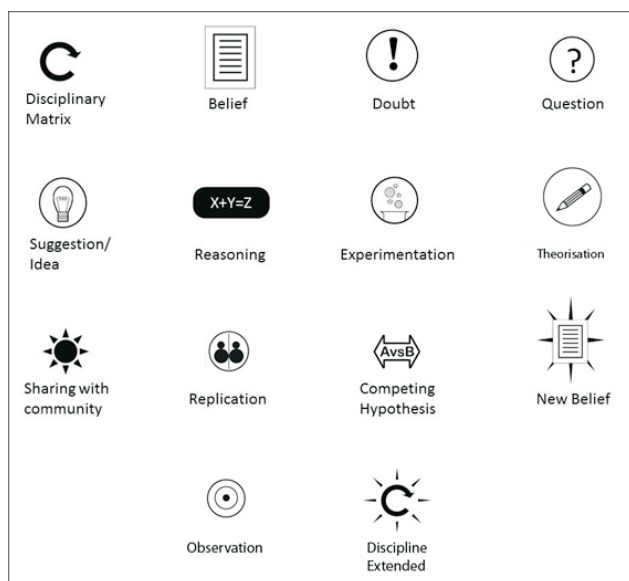 !
?
Disciplinary
Matrix
Belief
Doubt
Question
X+Y=Z
Suggestion/
Idea
Reasoning
Experimentation
Theorisation
AvsB
Sharing with
community
Replication
Competing
Hypothesis
New Belief
Observation
Discipline
Extended